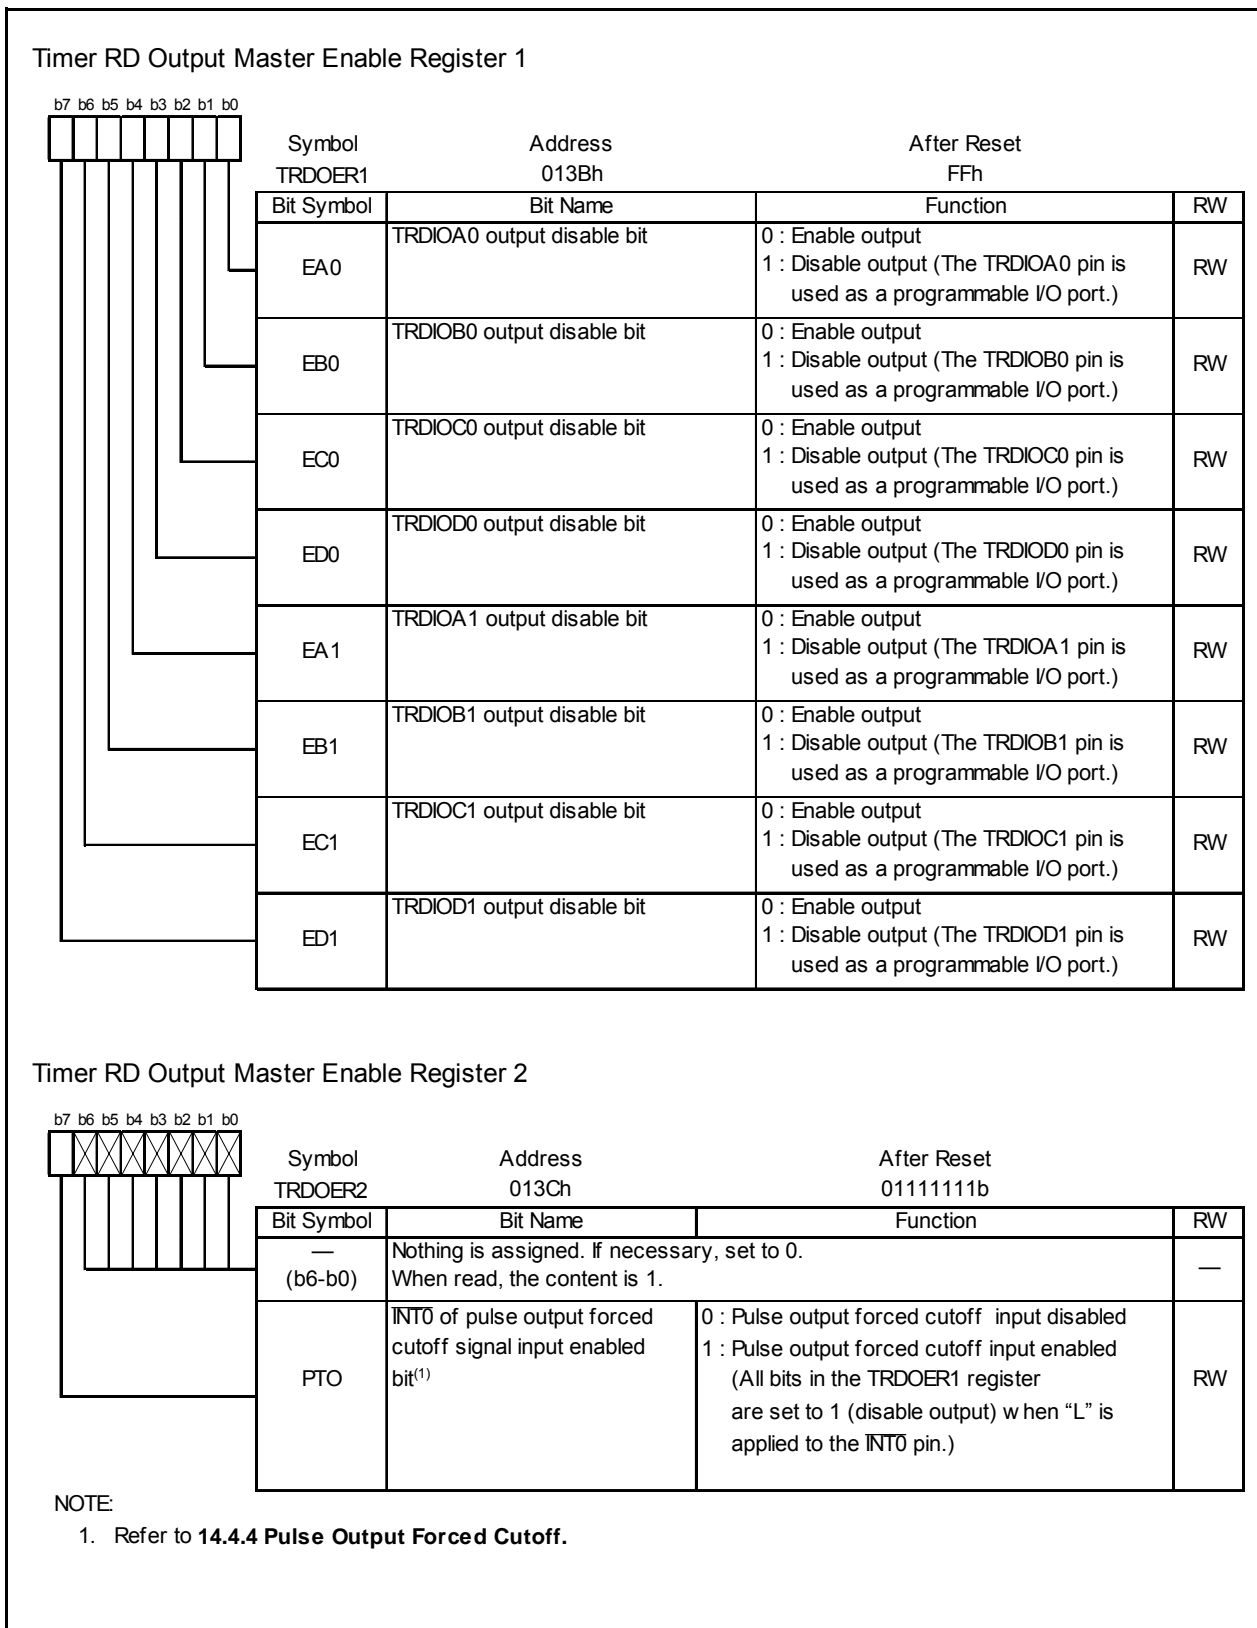 Timer RD Output Master Enable Register 1
b7 b6 b5 b4 b3 b2 b1 b0
Symbol Address After Reset
TRDOER1 013Bh FFh
Bit Symbol Bit Name Function RW
EA0 TRDIOA0 output disable bit 0 : Enable output
1 : Disable output (The TRDIOA0 pin is
used as a programmable I/O port.) RW
EB0 TRDIOB0 output disable bit 0 : Enable output
1 : Disable output (The TRDIOB0 pin is
used as a programmable I/O port.) RW
EC0 TRDIOC0 output disable bit 0 : Enable output
1 : Disable output (The TRDIOC0 pin is
used as a programmable I/O port.) RW
ED0 TRDIOD0 output disable bit 0 : Enable output
1 : Disable output (The TRDIOD0 pin is
used as a programmable I/O port.) RW
EA1 TRDIOA1 output disable bit 0 : Enable output
1 : Disable output (The TRDIOA1 pin is
used as a programmable I/O port.) RW
EB1 TRDIOB1 output disable bit 0 : Enable output
1 : Disable output (The TRDIOB1 pin is
used as a programmable I/O port.) RW
EC1 TRDIOC1 output disable bit 0 : Enable output
1 : Disable output (The TRDIOC1 pin is
used as a programmable I/O port.) RW
ED1 TRDIOD1 output disable bit 0 : Enable output
1 : Disable output (The TRDIOD1 pin is
used as a programmable I/O port.) RW
Timer RD Output Master Enable Register 2
b7 b6 b5 b4 b3 b2 b1 b0
Symbol Address After Reset
TRDOER2 013Ch 01111111b
Bit Symbol Bit Name Function RW
— Nothing is assigned. If necessary, set to 0.
(b6-b0) When read, the content is 1. —
INT0 of pulse output forced 0 : Pulse output forced cutoff input disabled
cutoff signal input enabled 1 : Pulse output forced cutoff input enabled
PTO bit(1) (All bits in the TRDOER1 register RW
are set to 1 (disable output) when “L” is
applied to the INT0 pin.)
NOTE:
1. Refer to 14.4.4 Pulse Output Forced Cutoff.